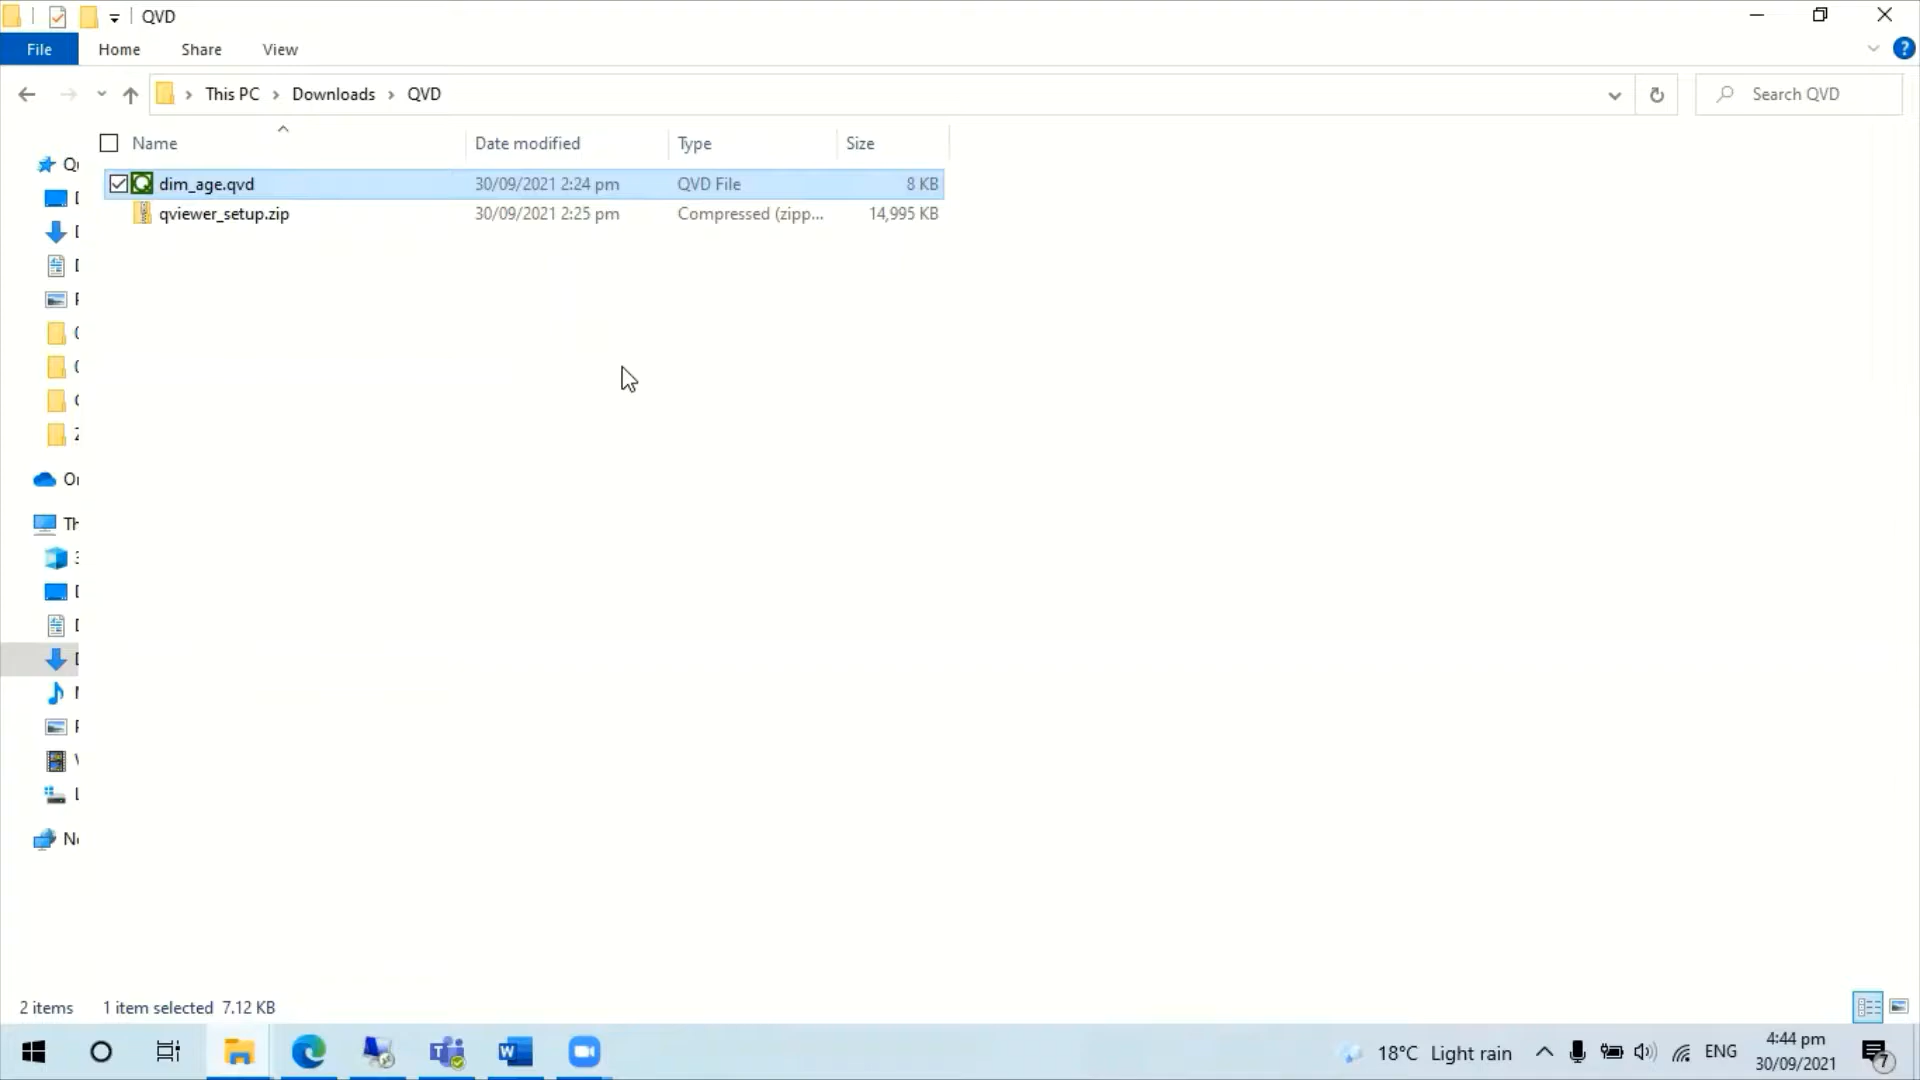 QVD
File Home Share View
This PC Downloads QVD Search QVD
Name Date modified Type Size
dim_age.qvd 30/09/2021 2:24 pm QVD File 8 KB
qviewer_setup.zip 30/09/2021 2:25 pm Compressed (zipp... 14,995 KB
2 items 1 item selected 7.12 KB
18°C Light rain ENG 4:44 pm
30/09/2021
7